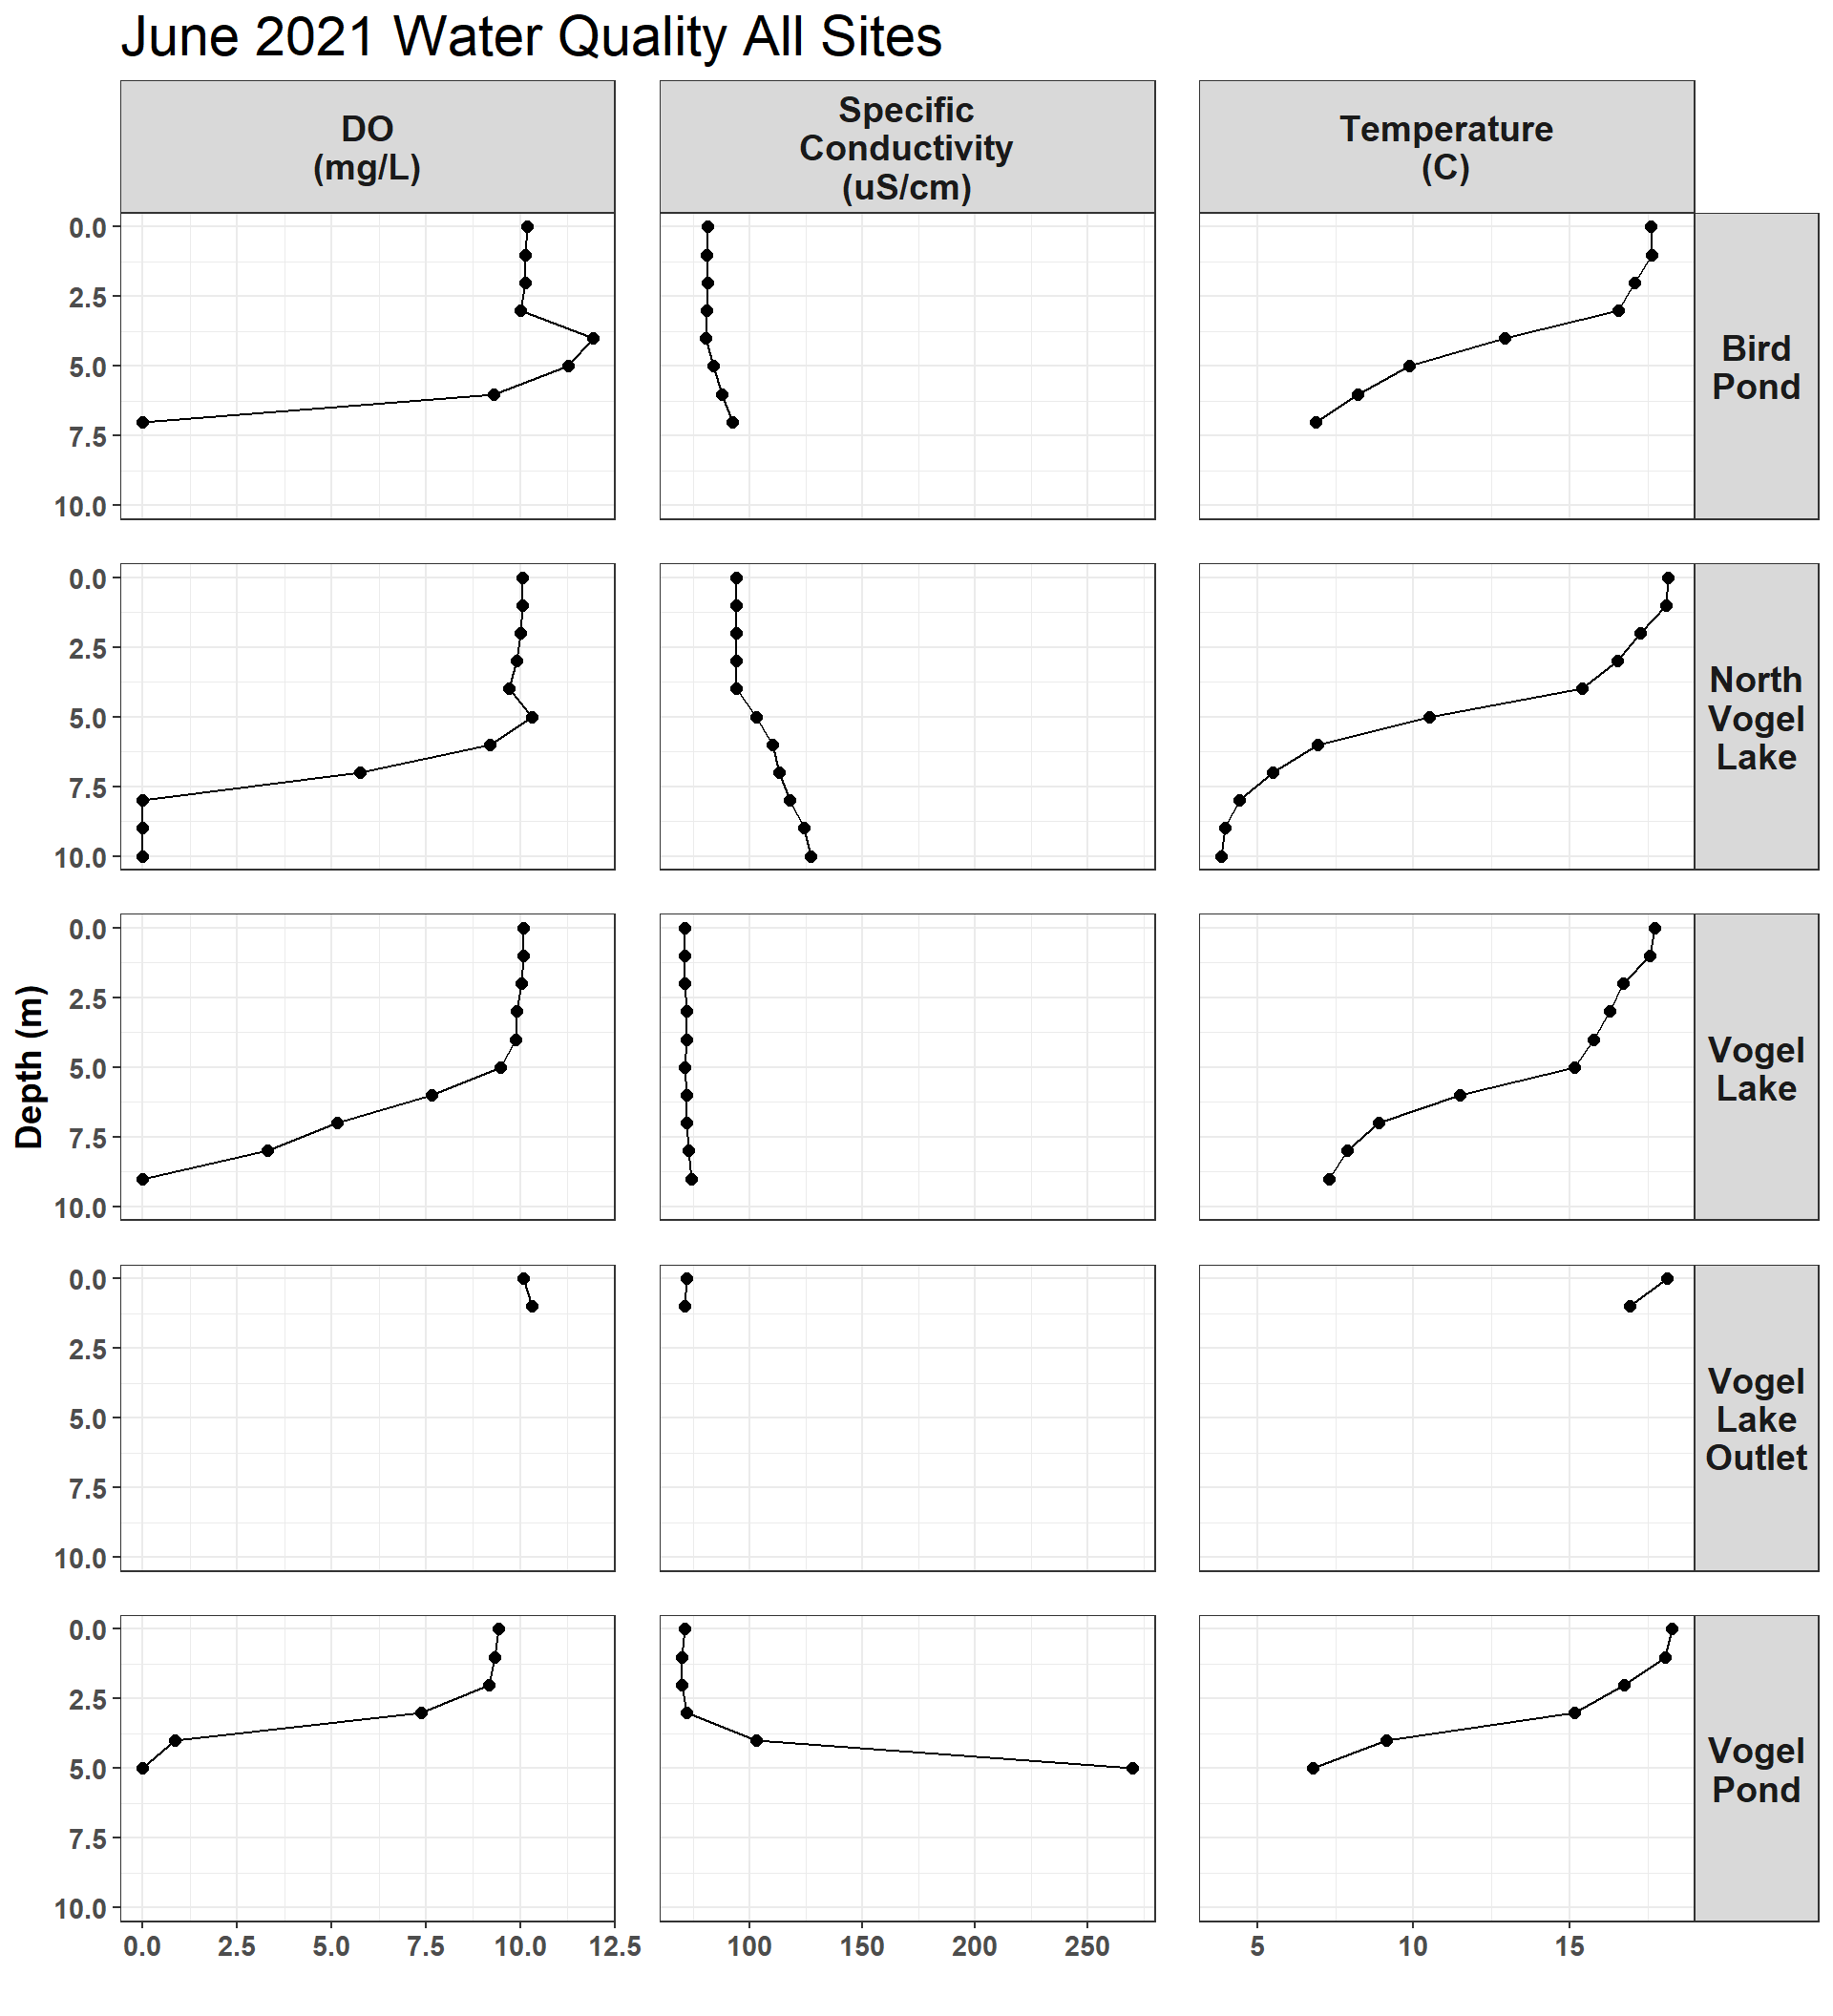 June 2021 Water Quality All Sites
DO
(mg/L)
Specific
Conductivity
(uS/cm)
Temperature
(C)
0.0
2.5
5.0
7.5
10.0
Bird
Pond
0.0
2.5
5.0
7.5
10.0
North
Vogel
Lake
Depth (m)
0.0
2.5
5.0
7.5
10.0
Vogel
Lake
0.0
2.5
5.0
7.5
10.0
Vogel
Lake
Outlet
0.0
2.5
5.0
7.5
10.0
Vogel
Pond
0.0 2.5 5.0 7.5 10.0 12.5 100 150 200 250 5 10 15